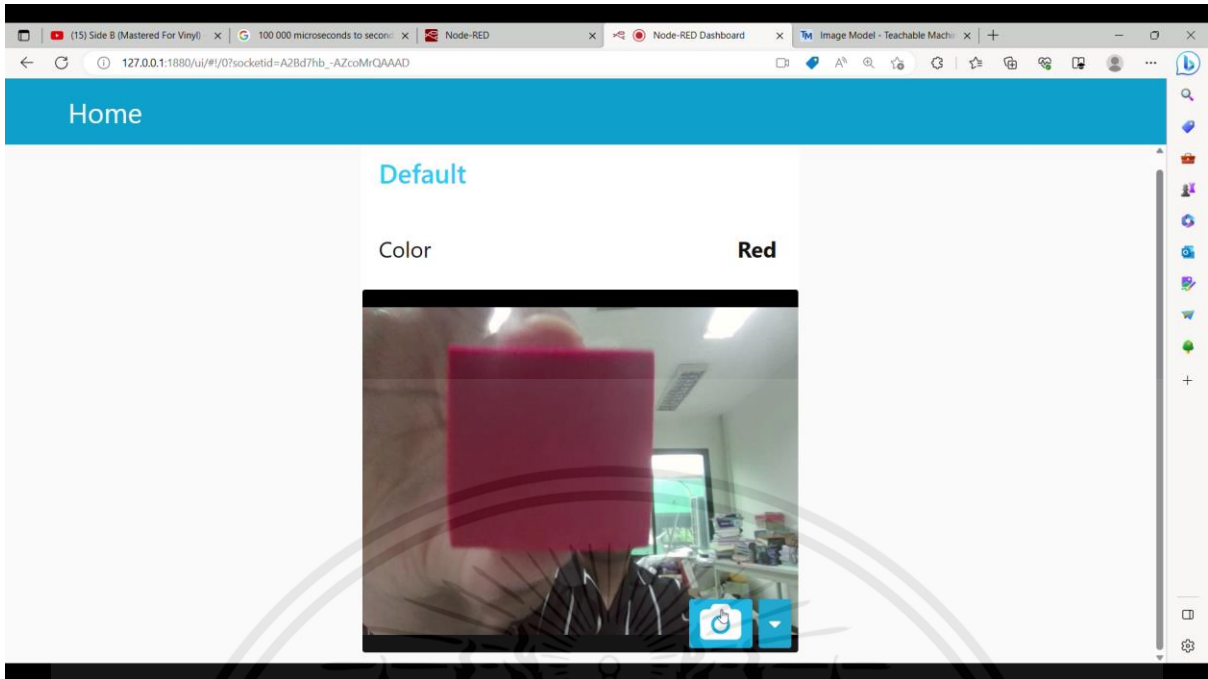 (15) Side B (Mastered For Vinyl)
100 000 microseconds to second
Node-RED
Node-RED Dashboard
TM Image Model - Teachable Machi
127.0.0.1:1880/ui/#!/0?socketid=A2Bd7hb_-AZcoMrQAAAD
Home
Default
Color Red